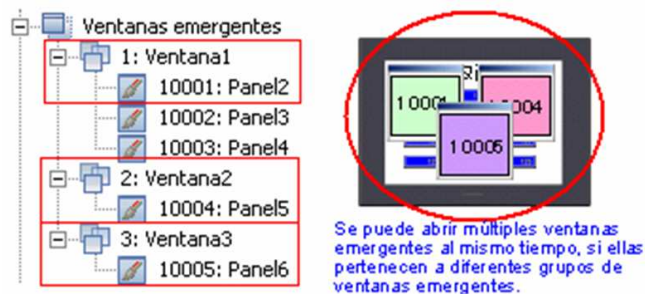 Ventanas emergentes
1: Ventana1
10001: Panel2
10002: Panel3
10003: Panel4
2: Ventana2
10004: Panel5
3: Ventana3
10005: Panel6
10004
10005
Se puede abrir múltiples ventanas
emergentes al mismo tiempo, si ellas
pertenecen a diferentes grupos de
ventanas emergentes.